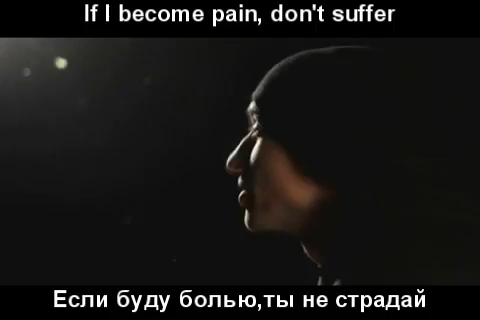 If I become pain, don't suffer
Если буду болью,ты не страдай